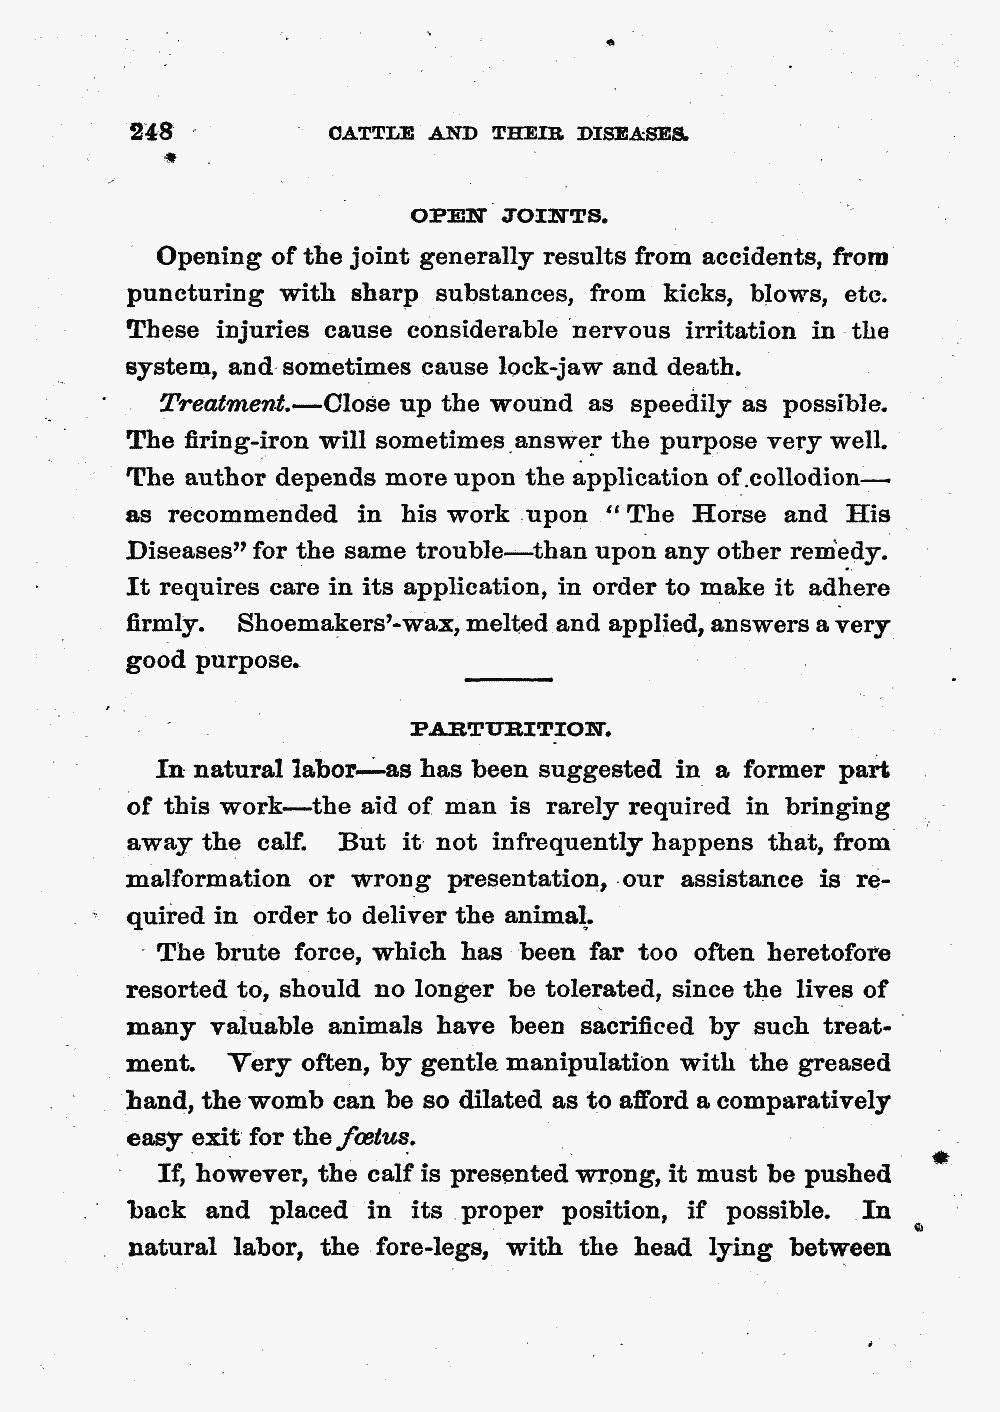 248 CATTLE AND THEIR DISEASES.
OPEN JOINTS.
Opening of the joint generally results from accidents, from
puncturing with sharp substances, from kicks, blows, etc.
These injuries cause considerable nervous irritation in the
system, and sometimes cause lock-jaw and death.
Treatment.—Close up the wound as speedily as possible.
The firing-iron will sometimes answer the purpose very well.
The author depends more upon the application of collodion—
as recommended in his work upon “The Horse and His
Diseases” for the same trouble—than upon any other remedy.
It requires care in its application, in order to make it adhere
firmly. Shoemakers’-wax, melted and applied, answers a very
good purpose.
PARTURITION.
In natural labor—as has been suggested in a former part
of this work—the aid of man is rarely required in bringing
away the calf. But it not infrequently happens that, from
malformation or wrong presentation, our assistance is re-
quired in order to deliver the animal.
The brute force, which has been far too often heretofore
resorted to, should no longer be tolerated, since the lives of
many valuable animals have been sacrificed by such treat-
ment. Very often, by gentle manipulation with the greased
hand, the womb can be so dilated as to afford a comparatively
easy exit for the fœtus.
If, however, the calf is presented wrong, it must be pushed
back and placed in its proper position, if possible. In
natural labor, the fore-legs, with the head lying between